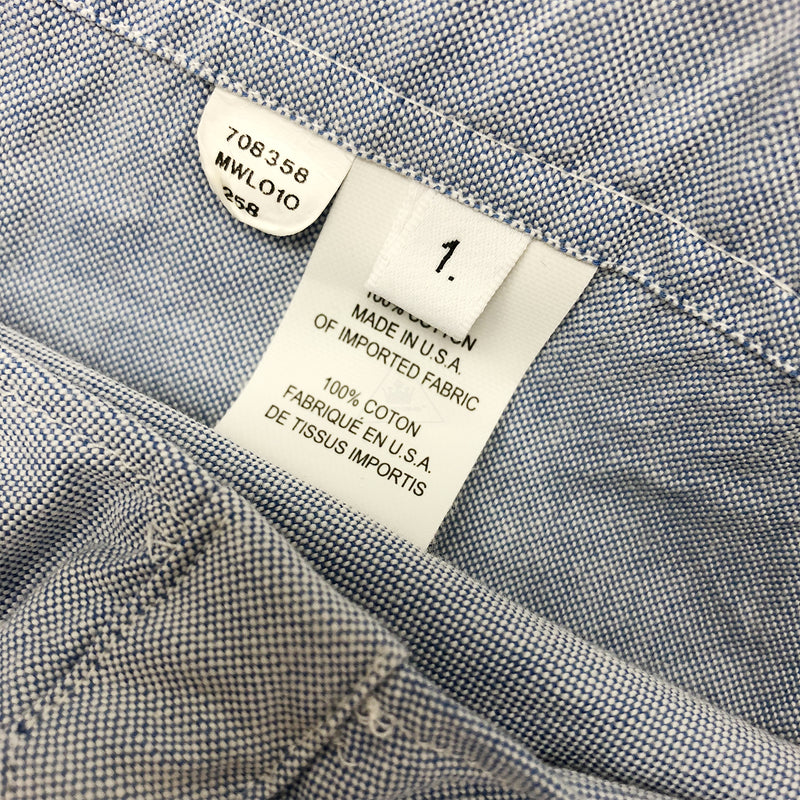 708358
MWL010
258
1.
100% COTTON
MADE IN U.S.A.
OF IMPORTED FABRIC
100% COTON
FABRIQUÉ EN U.S.A.
DE TISSUS IMPORTIS